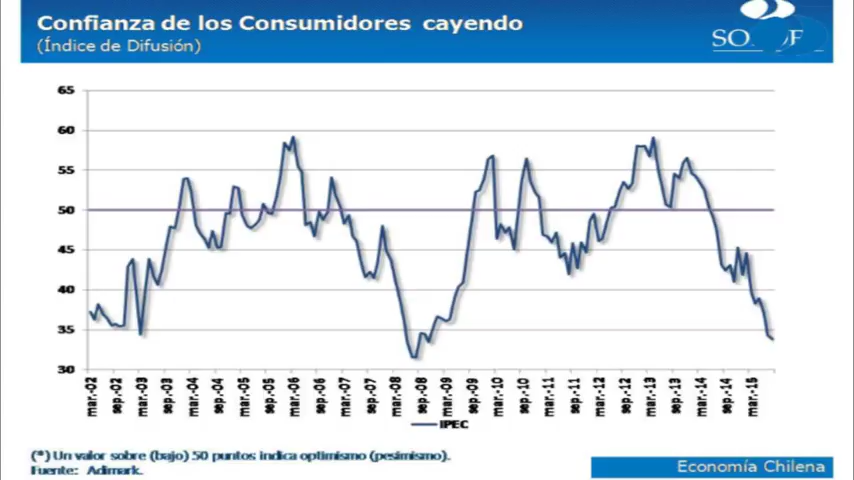 Confianza de los Consumidores cayendo
(Índice de Difusión)
65
60
55
50
45
40
35
30
mar.-02
sep.-02
mar.-03
sep.-03
mar.-04
sep.-04
mar.-05
sep.-05
mar.-06
sep.-06
mar.-07
sep.-07
mar.-08
sep.-08
mar.-09
sep.-09
mar.-10
sep.-10
mar.-11
sep.-11
mar.-12
sep.-12
mar.-13
sep.-13
mar.-14
sep.-14
mar.-15
IPEC
(*) Un valor sobre (bajo) 50 puntos indica optimismo (pesimismo).
Fuente: Adimark.
Economía Chilena